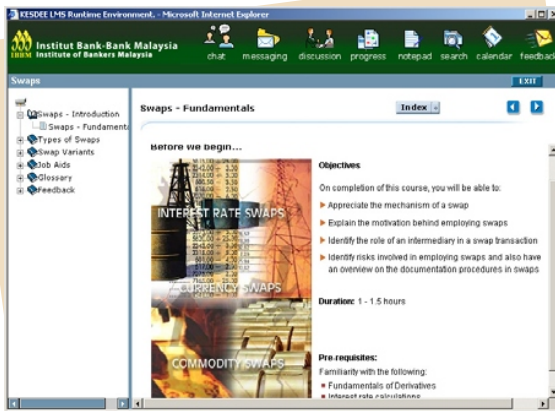 KESDEE LMS Runtime Environment. - Microsoft Internet Explorer
IBBM
Institut Bank-Bank Malaysia
Institute of Bankers Malaysia
chat messaging discussion progress notepad search calendar feedback
Swaps
EXIT
Swaps - Introduction
Swaps - Fundamenta
Types of Swaps
Swap Variants
Job Aids
Glossary
Feedback
Swaps - Fundamentals
Index
Before we begin...
INTEREST RATE SWAPS
CURRENCY SWAPS
COMMODITY SWAPS
Objectives
On completion of this course, you will be able to:
Appreciate the mechanism of a swap
Explain the motivation behind employing swaps
Identify the role of an intermediary in a swap transaction
Identify risks involved in employing swaps and also have
an overview on the documentation procedures in swaps
Duration: 1 - 1.5 hours
Pre-requisites:
Familiarity with the following:
Fundamentals of Derivatives
Interest rate calculations